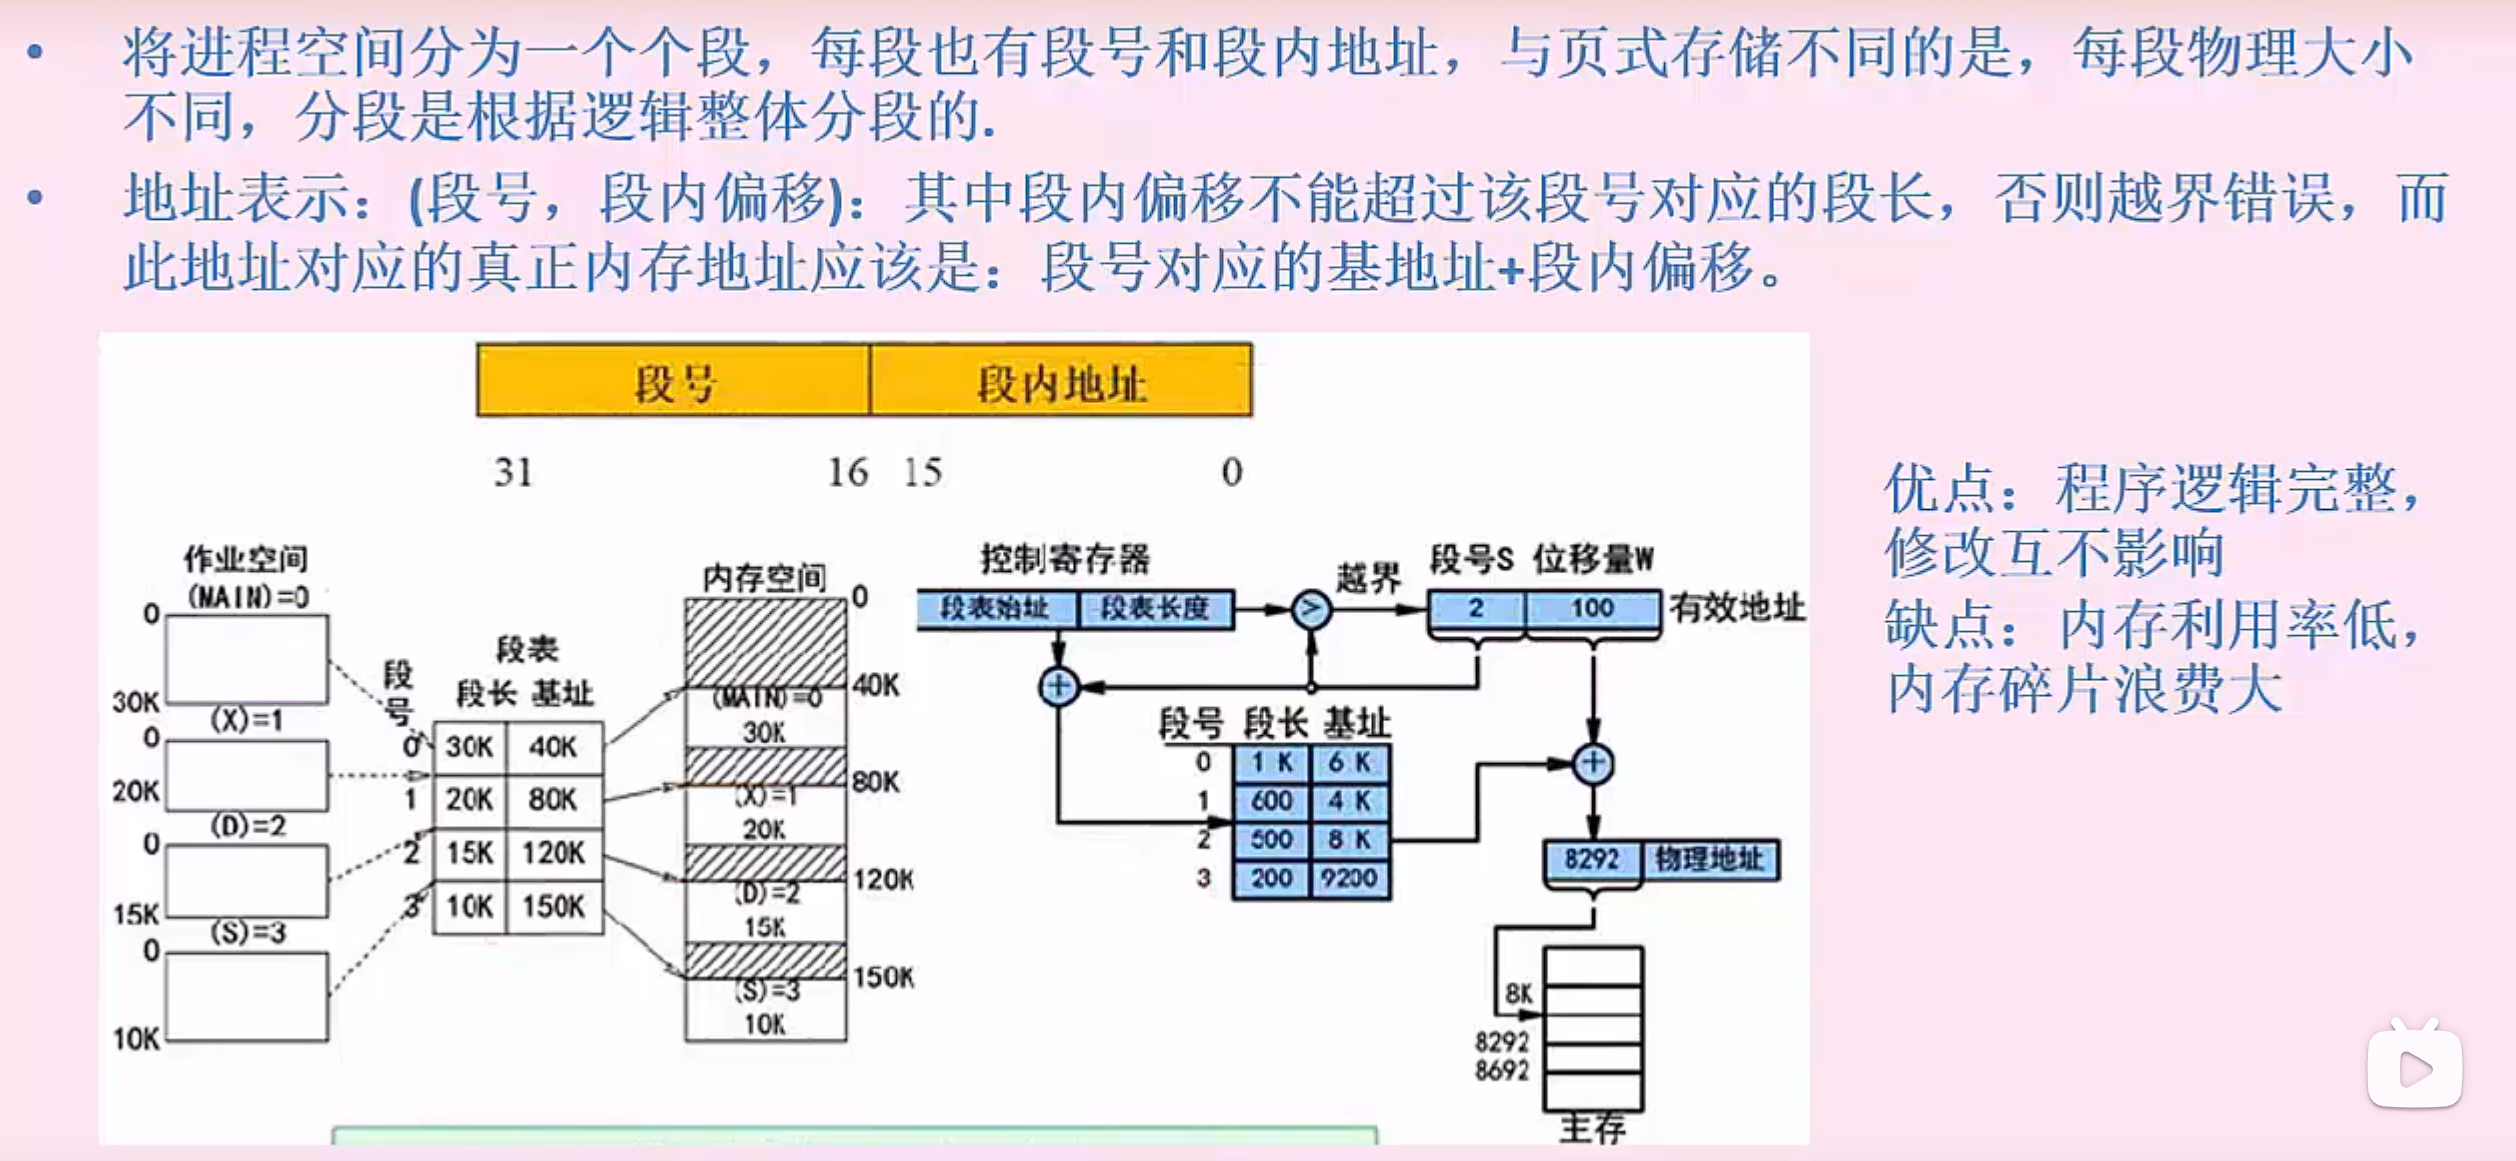 • 将进程空间分为一个个段，每段也有段号和段内地址，与页式存储不同的是，每段物理大小
不同，分段是根据逻辑整体分段的.
• 地址表示：(段号，段内偏移)：其中段内偏移不能超过该段号对应的段长，否则越界错误，而
此地址对应的真正内存地址应该是：段号对应的基地址+段内偏移。
段号 段内地址
31 16 15 0
作业空间
(MAIN)=0
0
30K
(X)=1
0
20K
(D)=2
0
15K
(S)=3
0
10K
段号
段表
段长 基址
0 30K 40K
1 20K 80K
2 15K 120K
3 10K 150K
内存空间
0
40K
(MAIN)=0
30K
80K
(X)=1
20K
120K
(D)=2
15K
150K
(S)=3
10K
控制寄存器
段表始址 段表长度
>
越界
段号S 位移量W
2 100 有效地址
+
段号 段长 基址
0 1 K 6 K
1 600 4 K
2 500 8 K
3 200 9200
+
8292 物理地址
8K
8292
8692
主存
优点：程序逻辑完整，
修改互不影响
缺点：内存利用率低，
内存碎片浪费大